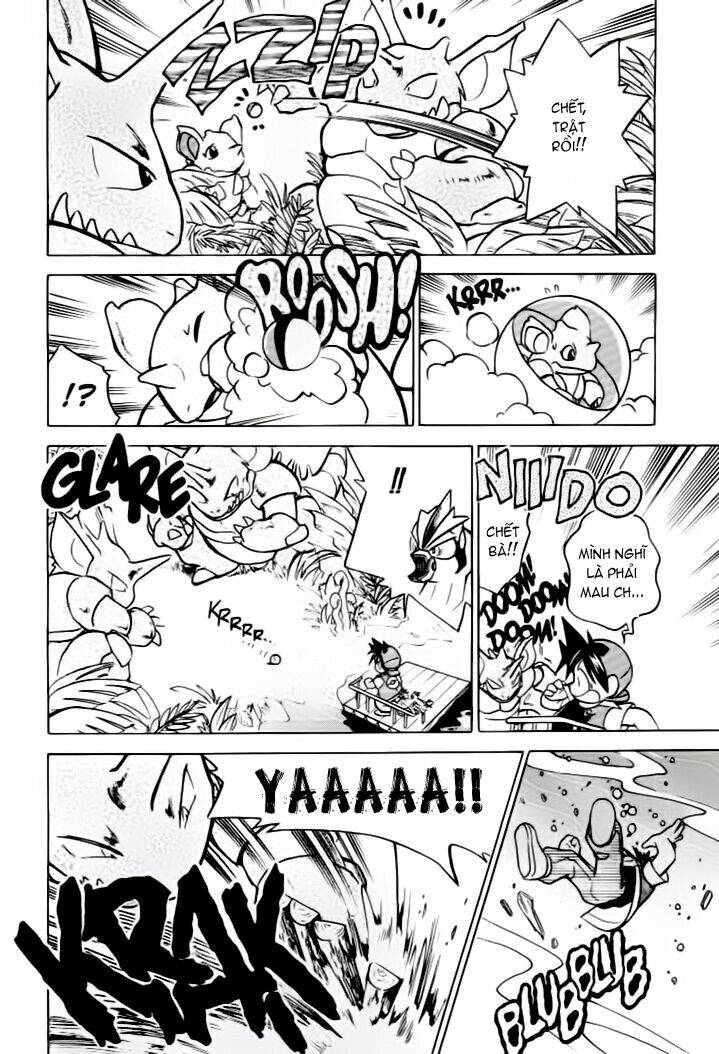 ZZIP
CHẾT,
TRẬT
RỒI!!
ROOSH!
!?
KRRR...
GLARE
!!
KRRRR...
NIIIDO
CHẾT
BÀ!!
MÌNH NGHĨ
LÀ PHẢI
MAU CH...
DOOM!
DOOM!
DOOM!
YAAAAA!!
KRAK
BLUBBLUB